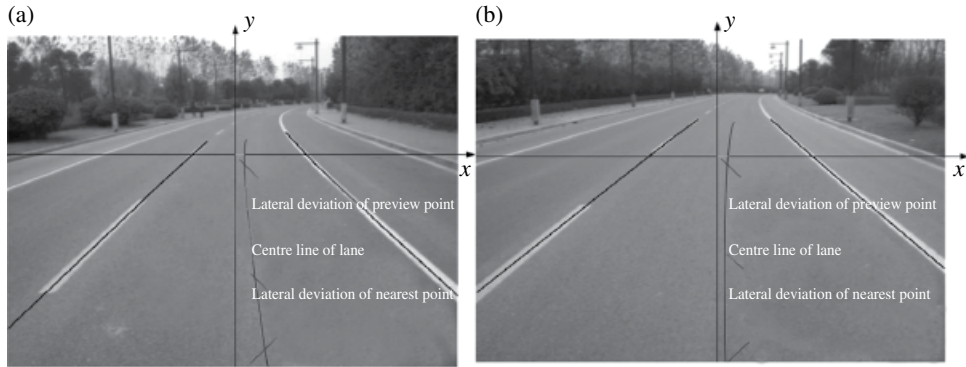 (a)
y
x
Lateral deviation of preview point
Centre line of lane
Lateral deviation of nearest point
(b)
y
x
Lateral deviation of preview point
Centre line of lane
Lateral deviation of nearest point